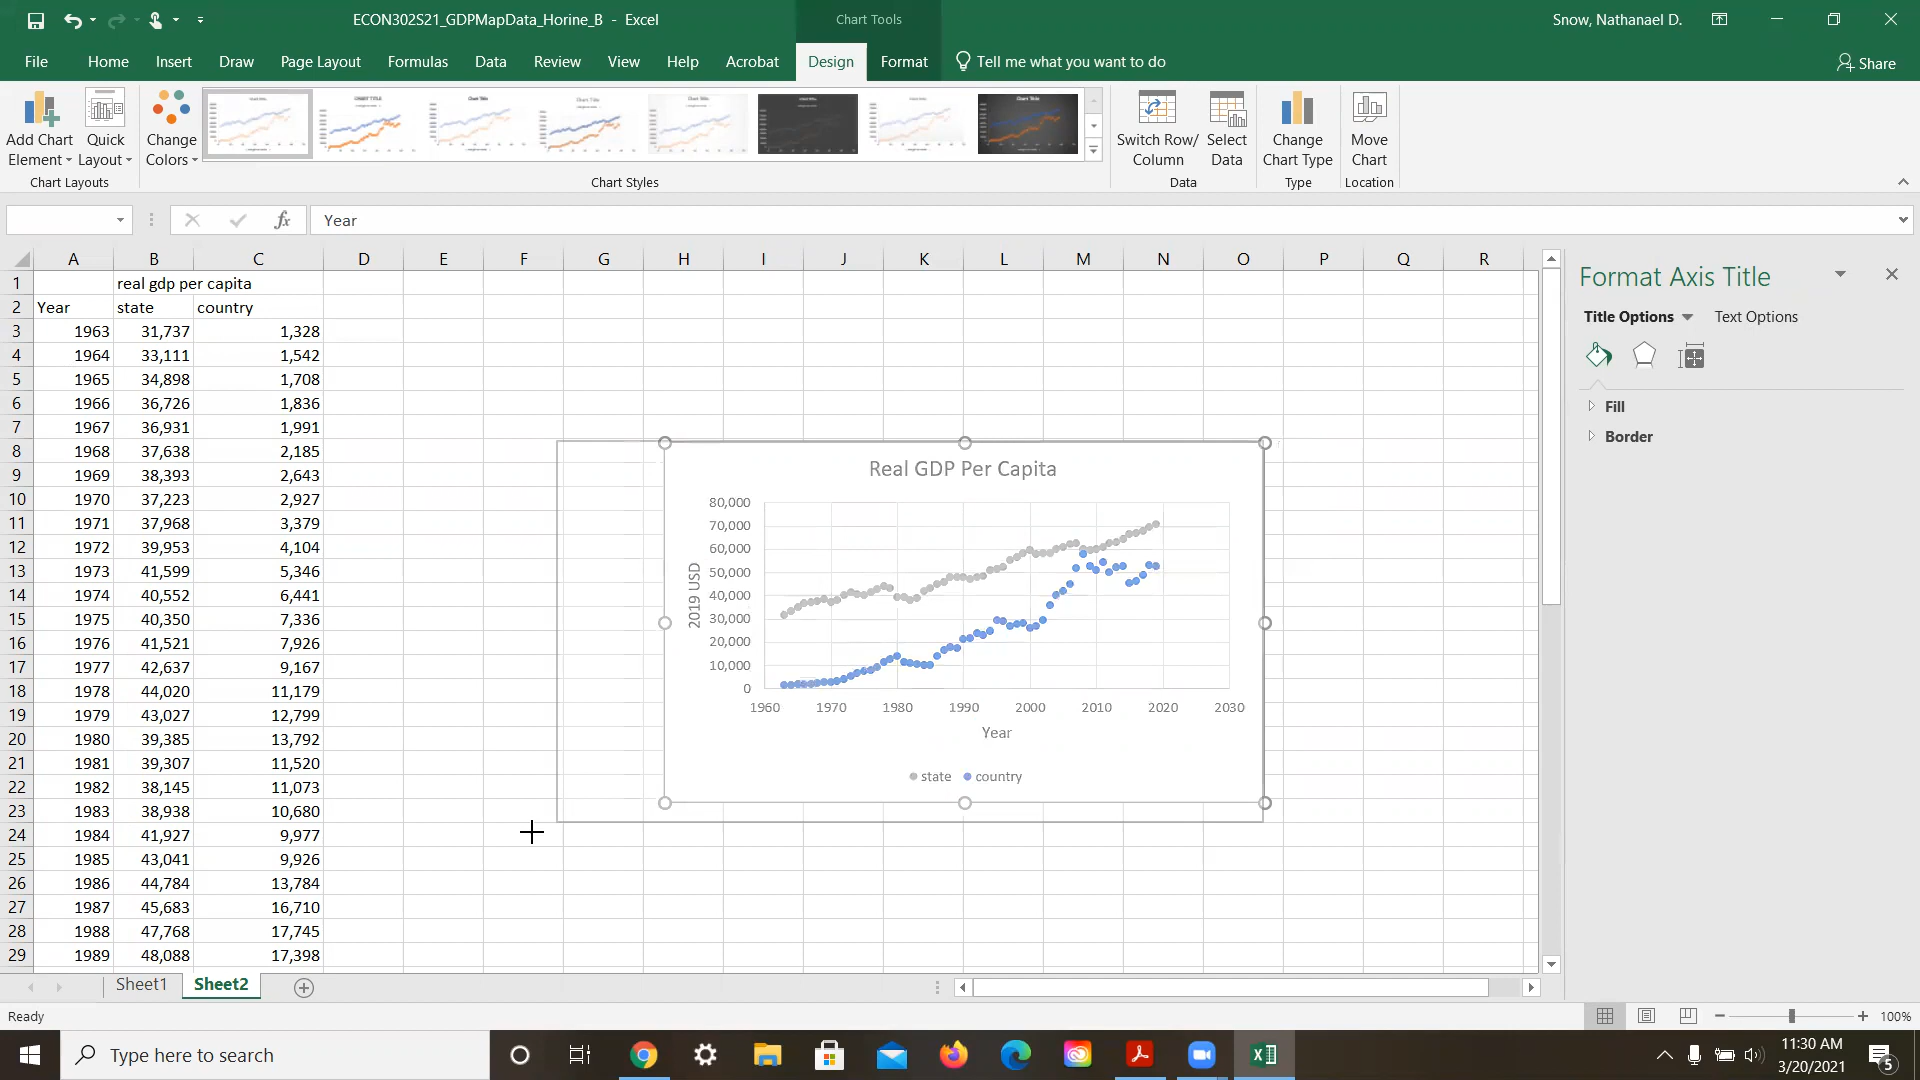 ECON302S21_GDPMapData_Horine_B - Excel
Chart Tools
Snow, Nathanael D.
File Home Insert Draw Page Layout Formulas Data Review View Help Acrobat Design Format Tell me what you want to do Share
Add Chart Element
Quick Layout
Change Colors
Switch Row/ Column
Select Data
Change Chart Type
Move Chart
Chart Layouts Chart Styles Data Type Location
fx Year
A B C D E F G H I J K L M N O P Q R
1 real gdp per capita
2 Year state country
3 1963 31,737 1,328
4 1964 33,111 1,542
5 1965 34,898 1,708
6 1966 36,726 1,836
7 1967 36,931 1,991
8 1968 37,638 2,185
9 1969 38,393 2,643
10 1970 37,223 2,927
11 1971 37,968 3,379
12 1972 39,953 4,104
13 1973 41,599 5,346
14 1974 40,552 6,441
15 1975 40,350 7,336
16 1976 41,521 7,926
17 1977 42,637 9,167
18 1978 44,020 11,179
19 1979 43,027 12,799
20 1980 39,385 13,792
21 1981 39,307 11,520
22 1982 38,145 11,073
23 1983 38,938 10,680
24 1984 41,927 9,977
25 1985 43,041 9,926
26 1986 44,784 13,784
27 1987 45,683 16,710
28 1988 47,768 17,745
29 1989 48,088 17,398
Real GDP Per Capita
80,000
70,000
60,000
50,000
40,000
30,000
20,000
10,000
0
2019 USD
1960 1970 1980 1990 2000 2010 2020 2030
Year
state country
Format Axis Title
Title Options Text Options
Fill
Border
Sheet1 Sheet2
Ready
100%
Type here to search
11:30 AM
3/20/2021
5